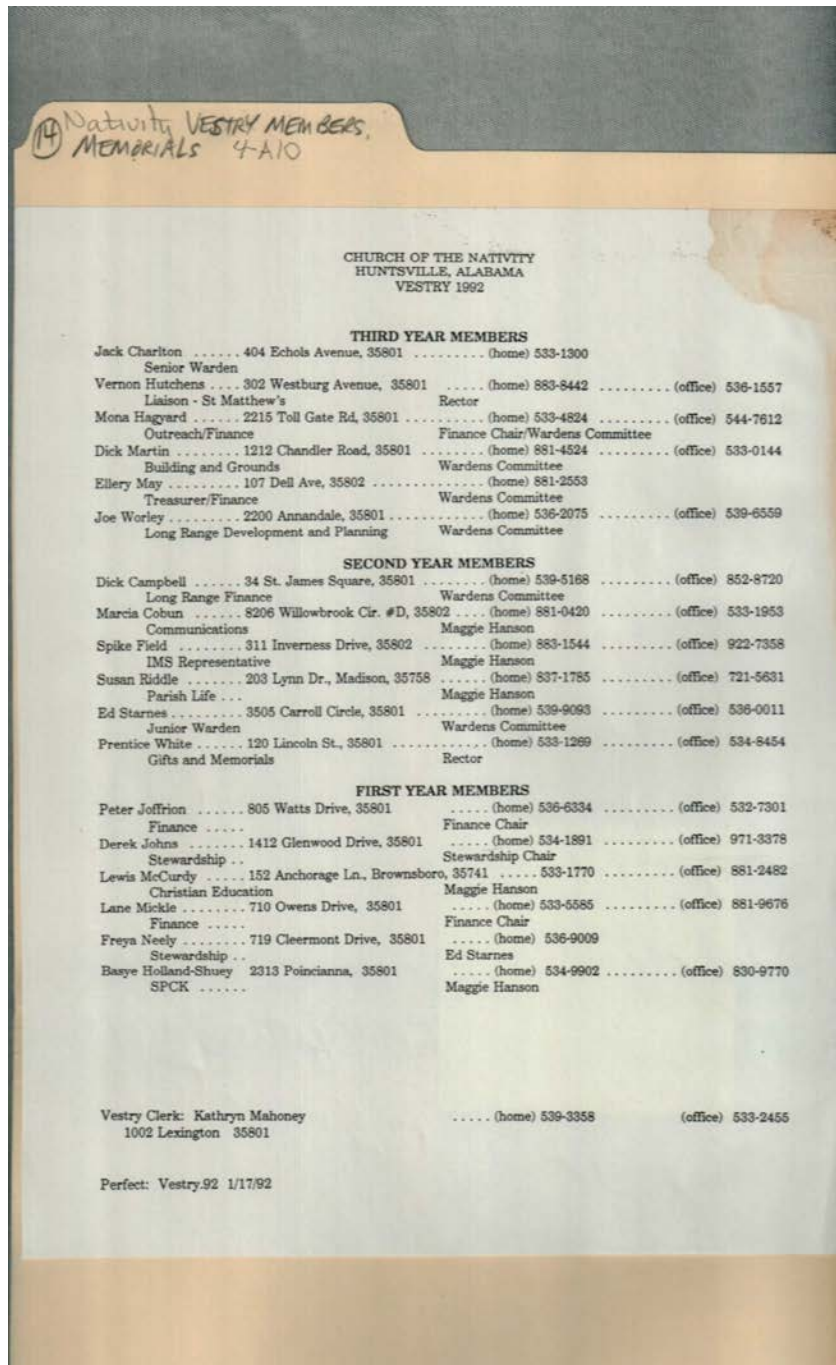 14 Nativity VESTRY MEMBERS,
MEMORIALS 4-A10
CHURCH OF THE NATIVITY
HUNTSVILLE, ALABAMA
VESTRY 1992
THIRD YEAR MEMBERS
Jack Charlton ...... 404 Echols Avenue, 35801 ......... (home) 533-1300
Senior Warden
Vernon Hutchens .... 302 Westburg Avenue, 35801 ..... (home) 883-8442 ......... (office) 536-1557
Liaison - St Matthew's Rector
Mona Hagyard ...... 2215 Toll Gate Rd, 35801 ........... (home) 533-4824 ......... (office) 544-7612
Outreach/Finance Finance Chair/Wardens Committee
Dick Martin ......... 1212 Chandler Road, 35801 ........ (home) 881-4524 ......... (office) 533-0144
Building and Grounds Wardens Committee
Ellery May ......... 107 Dell Ave, 35802 .............. (home) 881-2553
Treasurer/Finance Wardens Committee
Joe Worley ......... 2200 Annandale, 35801 ............ (home) 536-2075 ......... (office) 539-6559
Long Range Development and Planning Wardens Committee
SECOND YEAR MEMBERS
Dick Campbell ...... 34 St. James Square, 35801 ........ (home) 539-5168 ......... (office) 852-8720
Long Range Finance Wardens Committee
Marcia Cobun ...... 8206 Willowbrook Cir. #D, 35802 .... (home) 881-0420 ......... (office) 533-1953
Communications Maggie Hanson
Spike Field ........ 311 Inverness Drive, 35802 ......... (home) 883-1544 ......... (office) 922-7358
IMS Representative Maggie Hanson
Susan Riddle ....... 203 Lynn Dr., Madison, 35758 ...... (home) 837-1785 ......... (office) 721-5631
Parish Life ... Maggie Hanson
Ed Starnes ......... 3505 Carroll Circle, 35801 ......... (home) 539-9093 ......... (office) 536-0011
Junior Warden Wardens Committee
Prentice White ...... 120 Lincoln St., 35801 ............ (home) 533-1269 ......... (office) 534-8454
Gifts and Memorials Rector
FIRST YEAR MEMBERS
Peter Joffrion ...... 805 Watts Drive, 35801 ..... (home) 536-6334 ......... (office) 532-7301
Finance ..... Finance Chair
Derek Johns ....... 1412 Glenwood Drive, 35801 ..... (home) 534-1891 ......... (office) 971-3378
Stewardship .. Stewardship Chair
Lewis McCurdy ..... 152 Anchorage Ln., Brownsboro, 35741 ..... 533-1770 ......... (office) 881-2482
Christian Education Maggie Hanson
Lane Mickle ........ 710 Owens Drive, 35801 ..... (home) 533-5585 ......... (office) 881-9676
Finance ..... Finance Chair
Freya Neely ........ 719 Cleermont Drive, 35801 ..... (home) 536-9009
Stewardship .. Ed Starnes
Basye Holland-Shuey 2313 Poincianna, 35801 ..... (home) 534-9902 ......... (office) 830-9770
SPCK ...... Maggie Hanson
Vestry Clerk: Kathryn Mahoney ..... (home) 539-3358 (office) 533-2455
1002 Lexington 35801
Perfect: Vestry.92 1/17/92